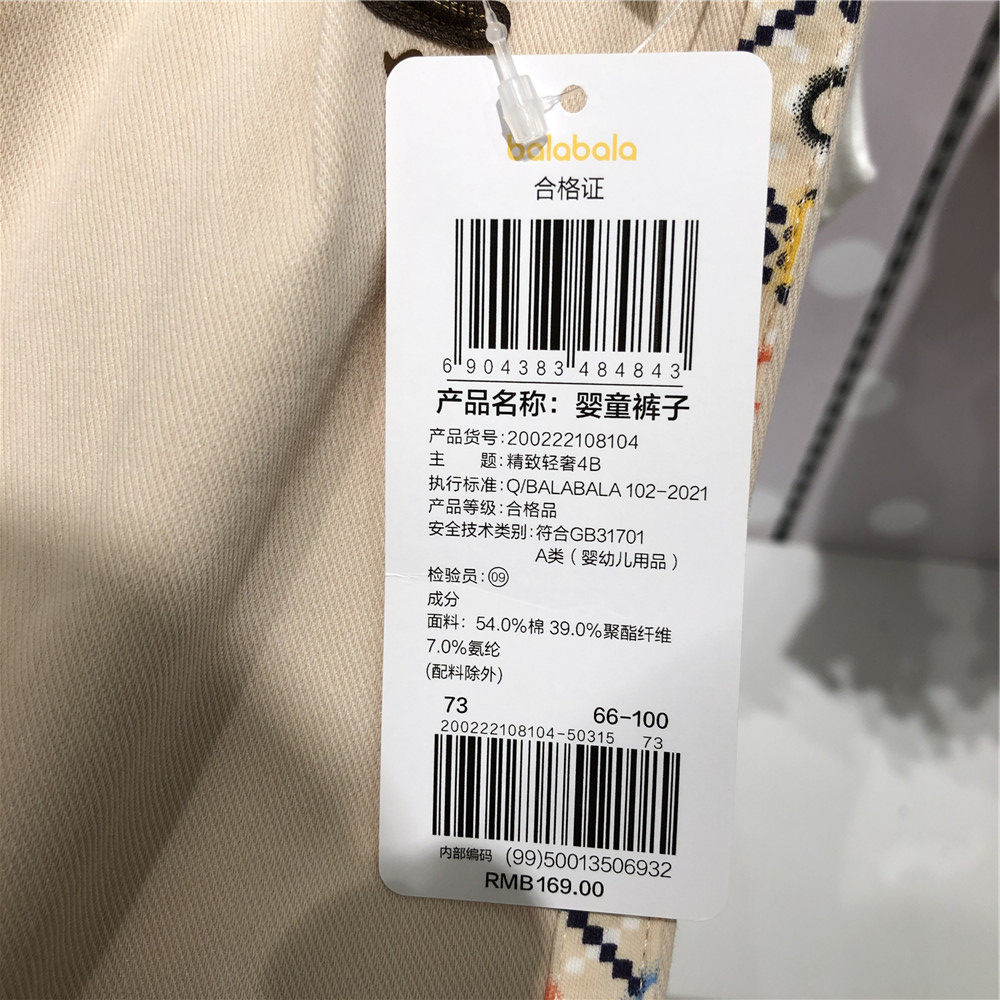 balabala
合格证
6 904383 484843
产品名称：婴童裤子
产品货号:200222108104
主 题:精致轻奢4B
执行标准:Q/BALABALA 102-2021
产品等级:合格品
安全技术类别:符合GB31701
A类（婴幼儿用品）
检验员:09
成分
面料：54.0%棉 39.0%聚酯纤维
7.0%氨纶
(配料除外)
73 66-100
200222108104-50315 73
内部编码 (99)50013506932
RMB169.00